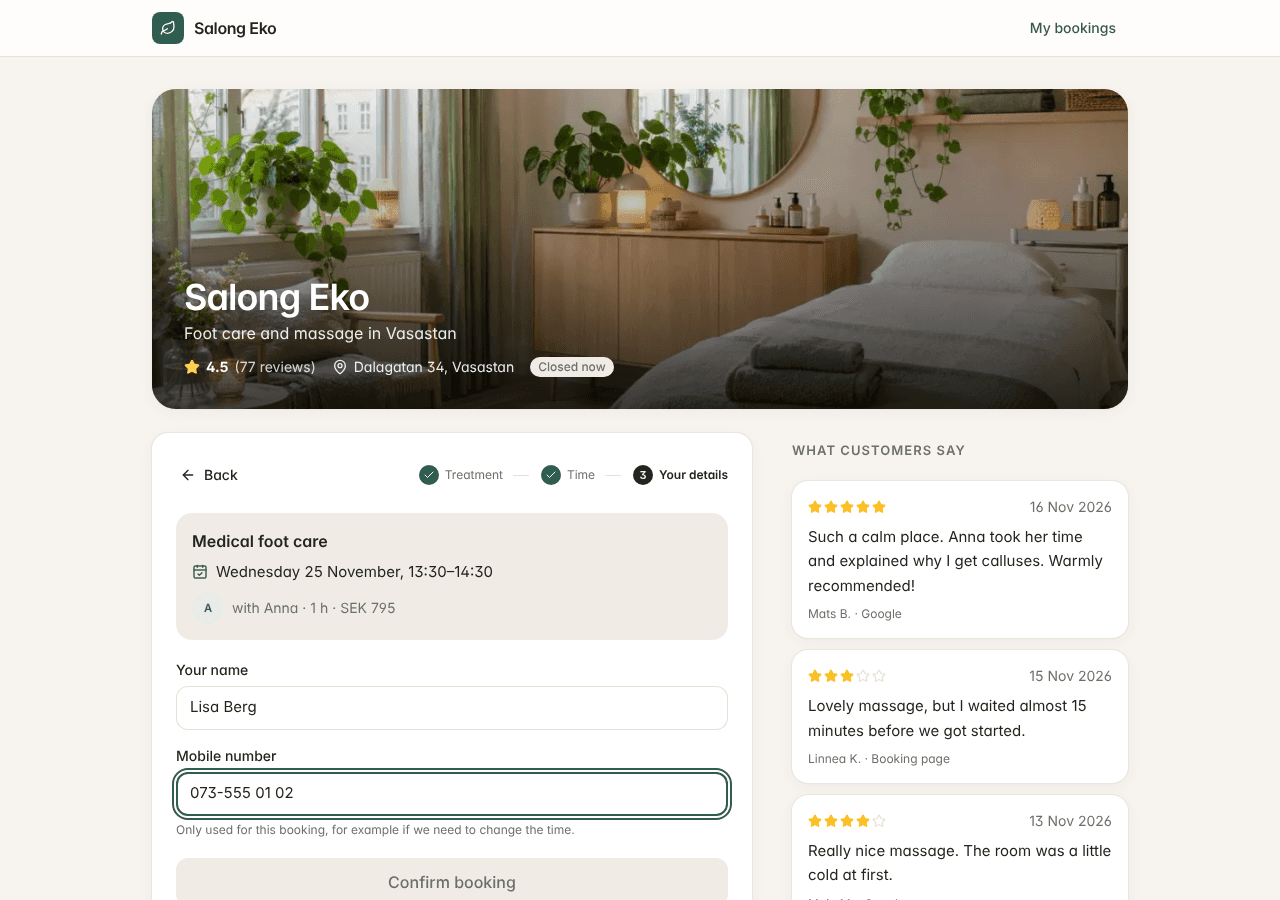 Salong Eko
My bookings
Salong Eko
Foot care and massage in Vasastan
4.5 (77 reviews) Dalagatan 34, Vasastan Closed now
Back
Treatment
Time
3 Your details
Medical foot care
Wednesday 25 November, 13:30–14:30
A with Anna · 1 h · SEK 795
Your name
Lisa Berg
Mobile number
073-555 01 02
Only used for this booking, for example if we need to change the time.
Confirm booking
WHAT CUSTOMERS SAY
16 Nov 2026
Such a calm place. Anna took her time
and explained why I get calluses. Warmly
recommended!
Mats B. · Google
15 Nov 2026
Lovely massage, but I waited almost 15
minutes before we got started.
Linnea K. · Booking page
13 Nov 2026
Really nice massage. The room was a little
cold at first.